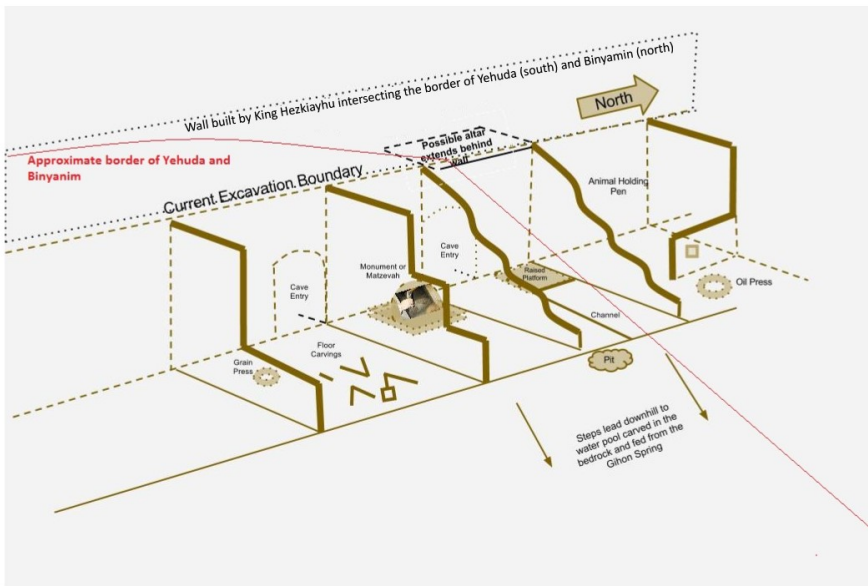 Wall built by King Hezkiayhu intersecting the border of Yehuda (south) and Binyamin (north)
North
Approximate border of Yehuda and
Binyanim
Possible altar
extends behind
wall
Current Excavation Boundary
Animal Holding
Pen
Cave
Entry
Monument or
Matzevah
Cave
Entry
Raised
Platform
Oil Press
Channel
Floor
Carvings
Grain
Press
Pit
Steps lead downhill to
water pool carved in the
bedrock and fed from the
Gihon Spring